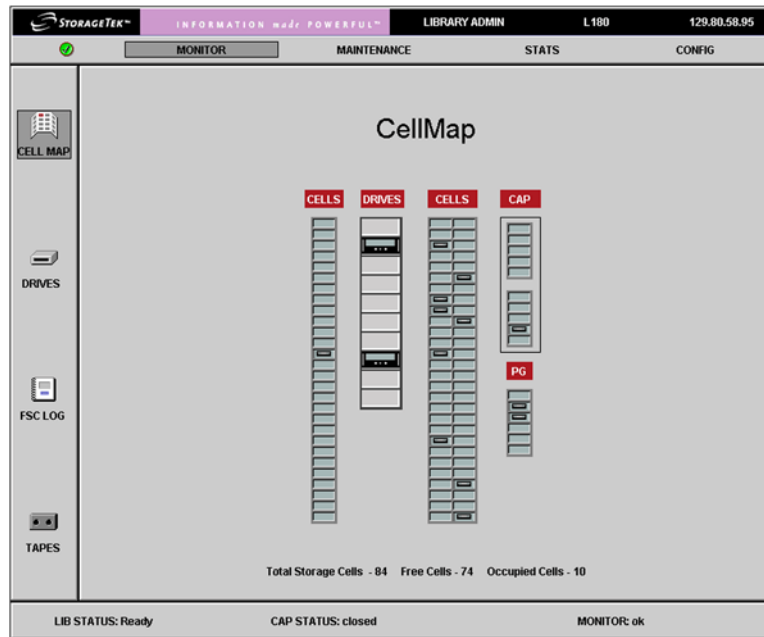 STORAGETEK™ INFORMATION made POWERFUL™ LIBRARY ADMIN L180 129.80.58.95
MONITOR MAINTENANCE STATS CONFIG
CellMap
CELL MAP
CELLS DRIVES CELLS CAP
DRIVES
PG
FSC LOG
TAPES
Total Storage Cells - 84 Free Cells - 74 Occupied Cells - 10
LIB STATUS: Ready CAP STATUS: closed MONITOR: ok